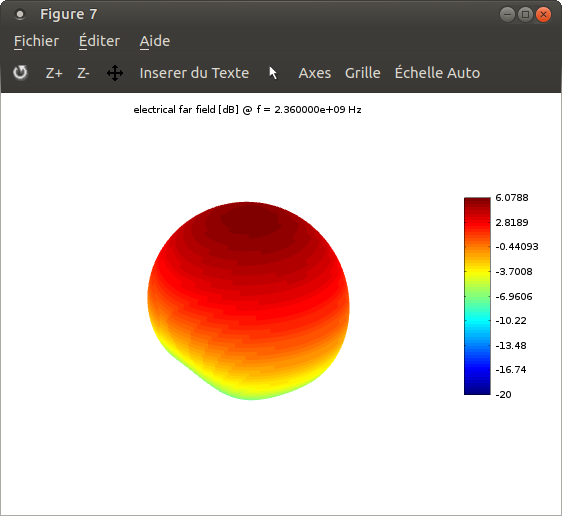 Figure 7
Fichier Éditer Aide
Z+ Z- Inserer du Texte Axes Grille Échelle Auto
electrical far field [dB] @ f = 2.360000e+09 Hz
6.0788
2.8189
-0.44093
-3.7008
-6.9606
-10.22
-13.48
-16.74
-20